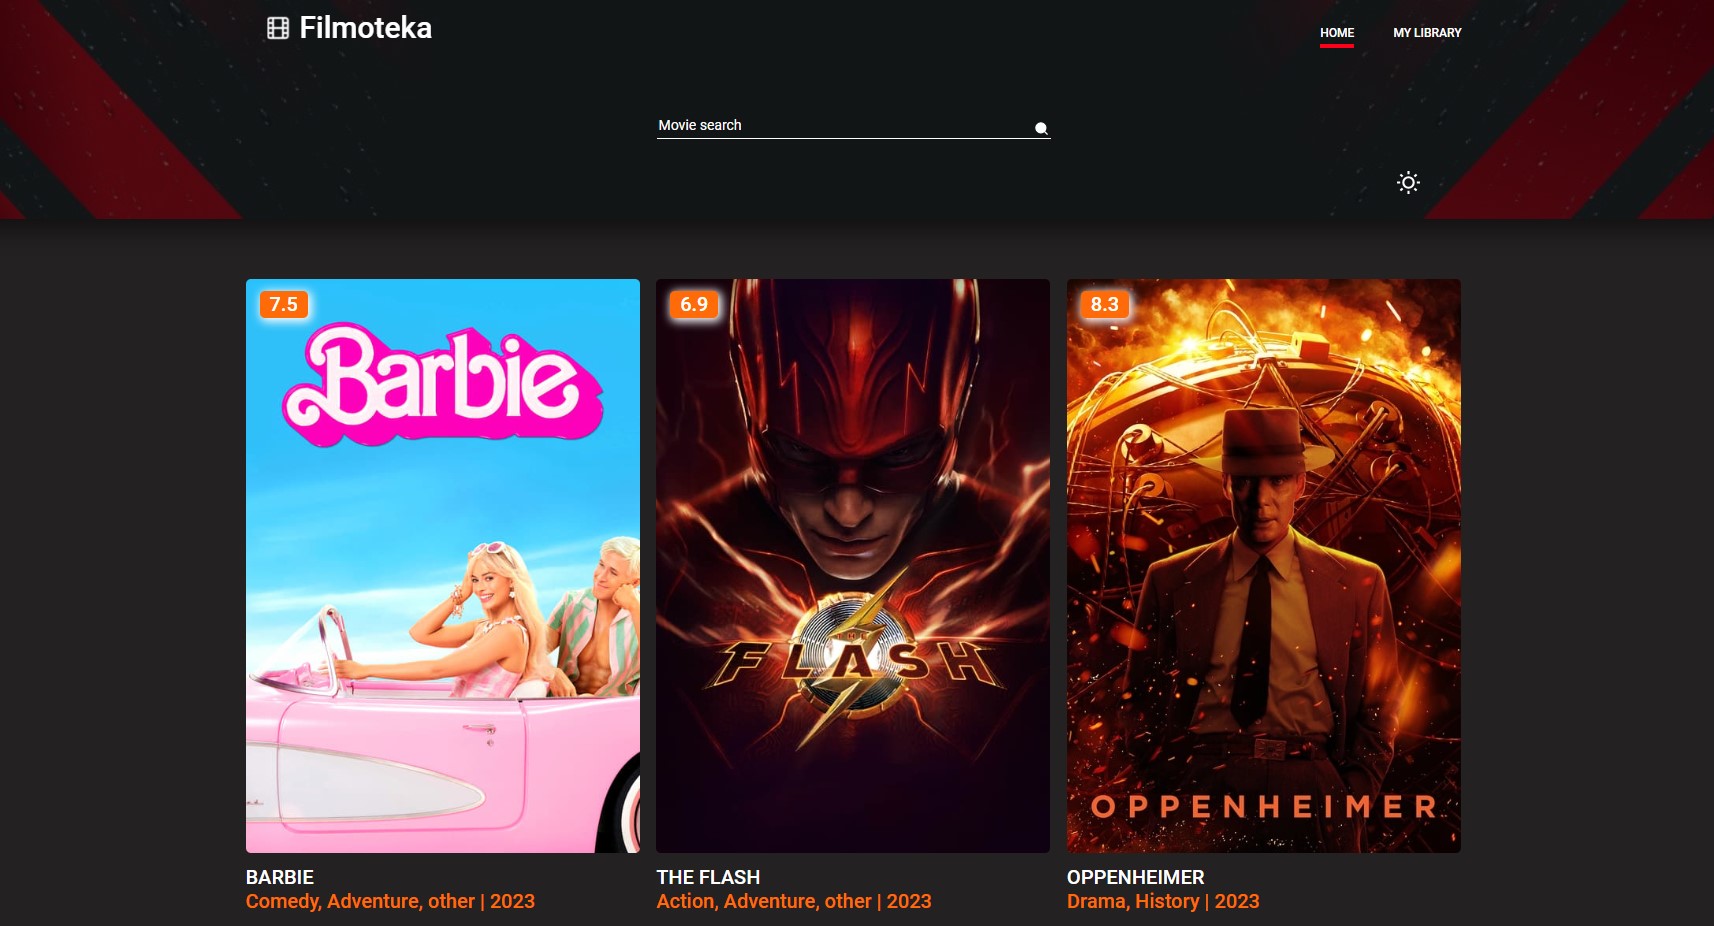 Filmoteka
HOME
MY LIBRARY
Movie search
7.5
Barbie
6.9
THE
FLASH
8.3
OPPENHEIMER
BARBIE
Comedy, Adventure, other | 2023
THE FLASH
Action, Adventure, other | 2023
OPPENHEIMER
Drama, History | 2023